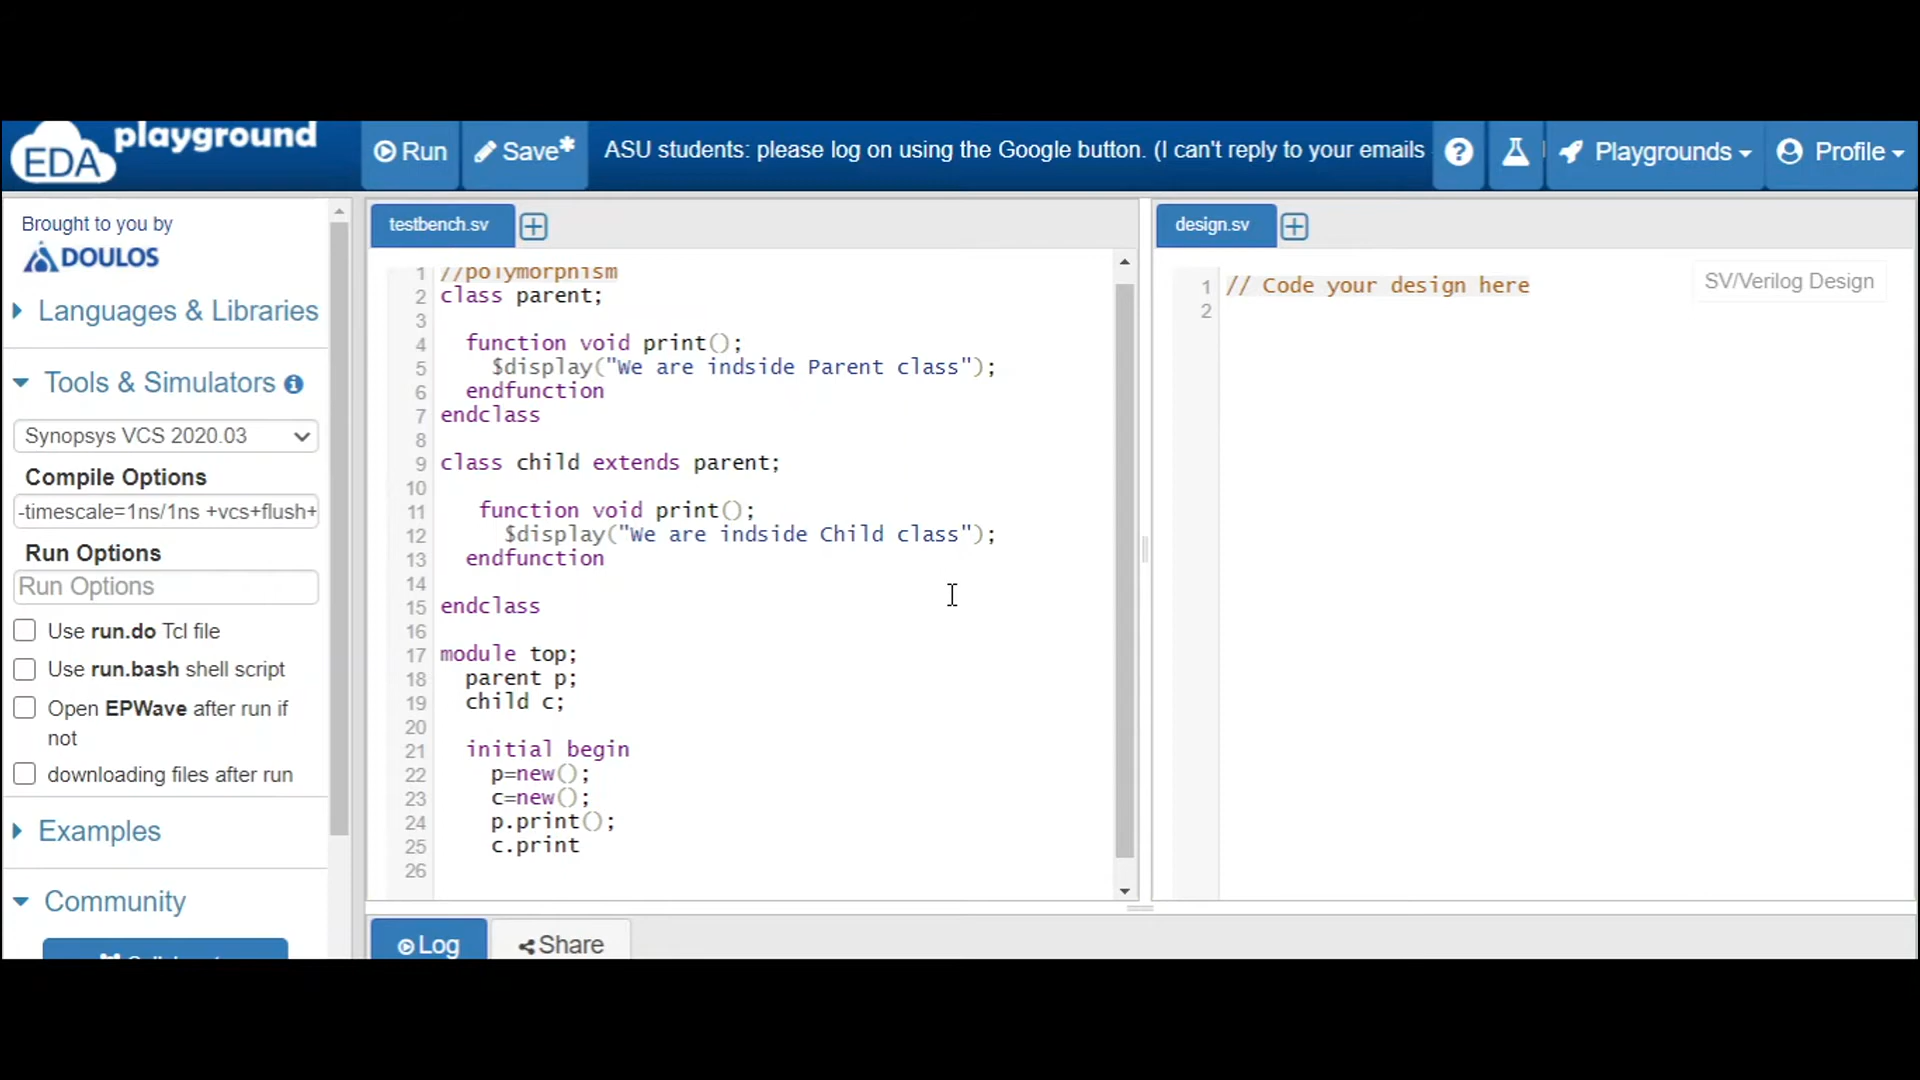 EDA playground
Run
Save*
ASU students: please log on using the Google button. (I can't reply to your emails
Playgrounds
Profile
Brought to you by
DOULOS
Languages & Libraries
Tools & Simulators
Synopsys VCS 2020.03
Compile Options
-timescale=1ns/1ns +vcs+flush+
Run Options
Run Options
Use run.do Tcl file
Use run.bash shell script
Open EPWave after run if
not
downloading files after run
Examples
Community
testbench.sv
1 //polymorphism
2 class parent;
3
4 function void print();
5 $display("We are indside Parent class");
6 endfunction
7 endclass
8
9 class child extends parent;
10
11 function void print();
12 $display("We are indside Child class");
13 endfunction
14
15 endclass
16
17 module top;
18 parent p;
19 child c;
20
21 initial begin
22 p=new();
23 c=new();
24 p.print();
25 c.print
26
design.sv
1 // Code your design here
2
SV/Verilog Design
Log
Share